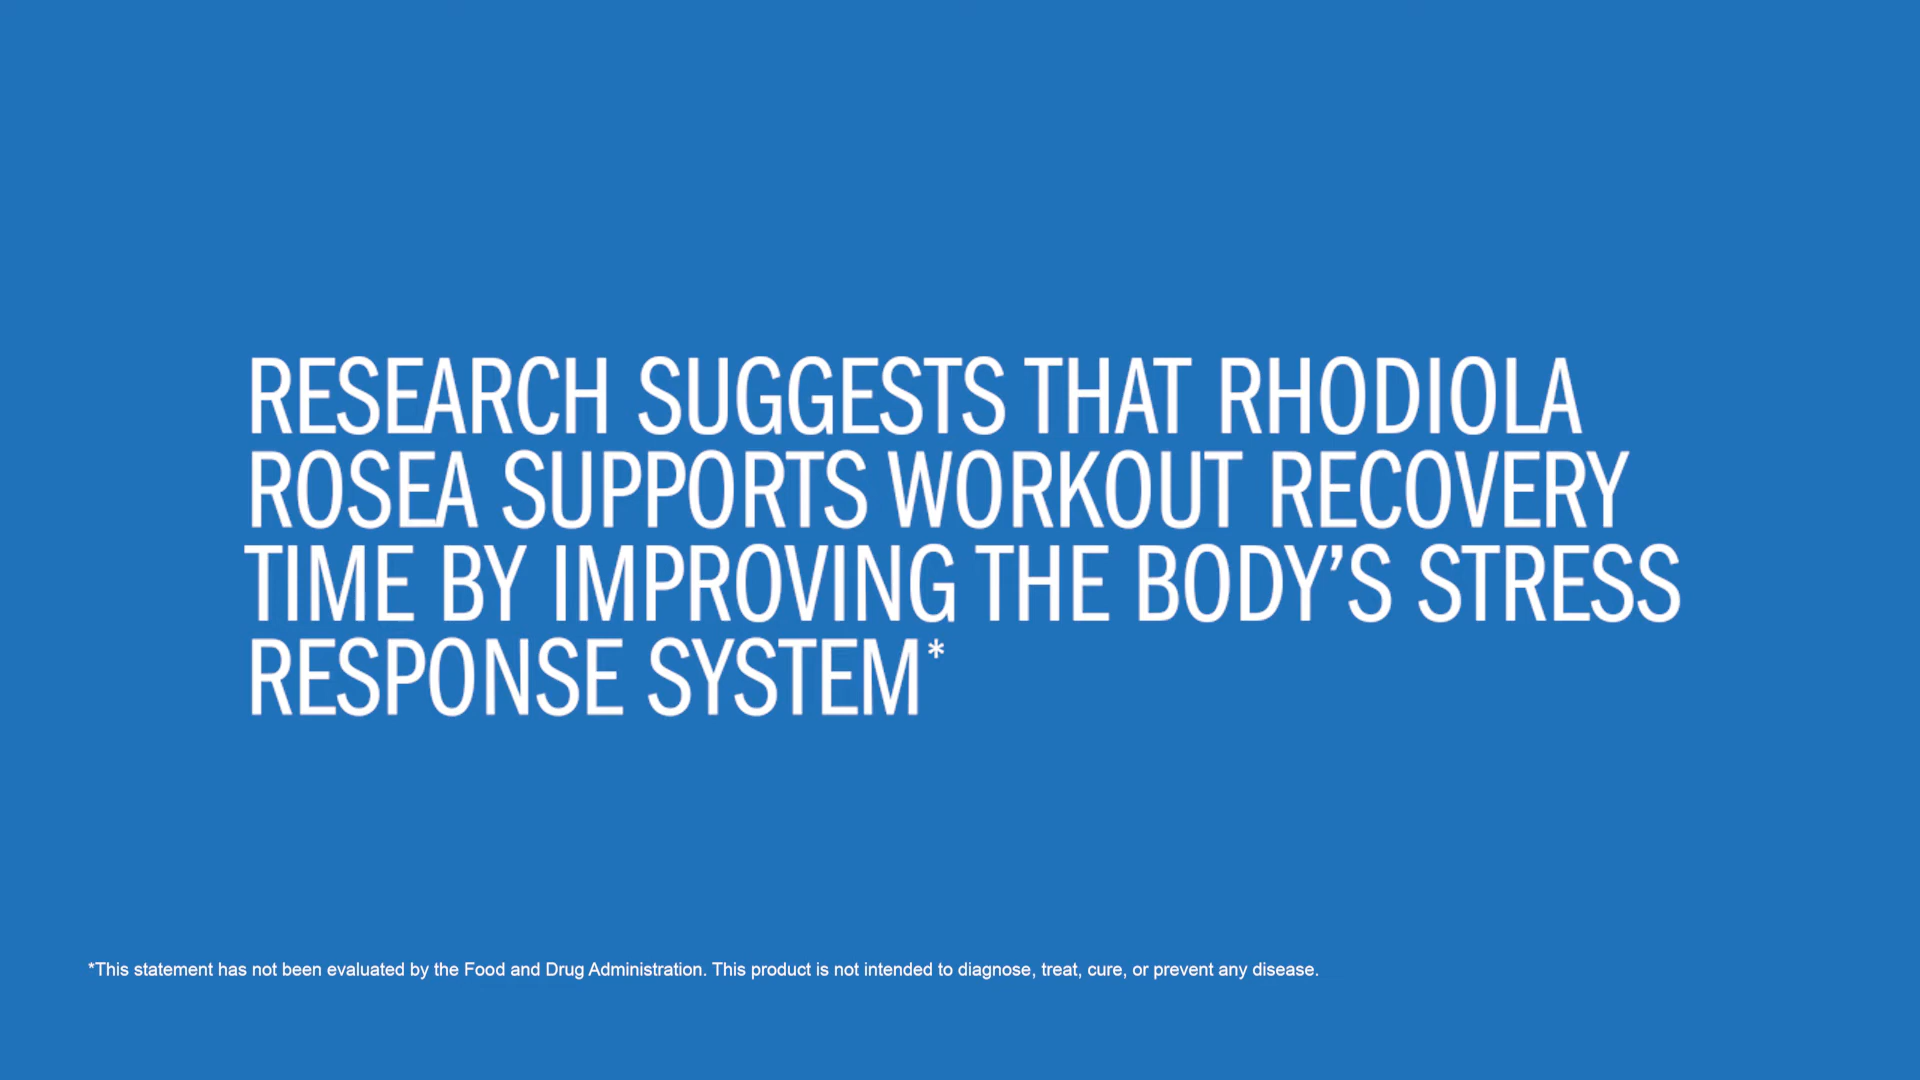 RESEARCH SUGGESTS THAT RHODIOLA
ROSEA SUPPORTS WORKOUT RECOVERY
TIME BY IMPROVING THE BODY’S STRESS
RESPONSE SYSTEM*
*This statement has not been evaluated by the Food and Drug Administration. This product is not intended to diagnose, treat, cure, or prevent any disease.